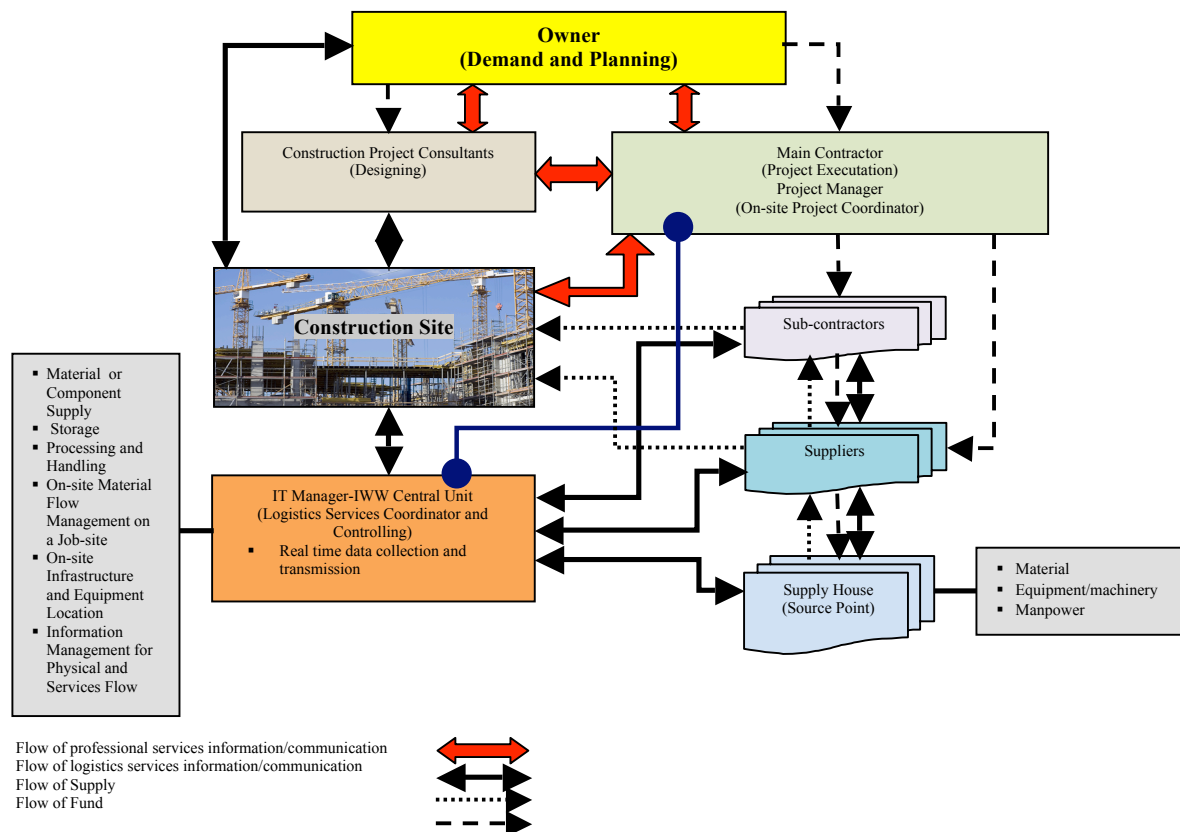 Owner
(Demand and Planning)
Construction Project Consultants
(Designing)
Main Contractor
(Project Execution)
Project Manager
(On-site Project Coordinator)
Construction Site
Sub-contractors
▪ Material or
Component
Supply
▪ Storage
▪ Processing and
Handling
▪ On-site Material
Flow
Management on
a Job-site
▪ On-site
Infrastructure
and Equipment
Location
▪ Information
Management for
Physical and
Services Flow
Suppliers
IT Manager-IWW Central Unit
(Logistics Services Coordinator and
Controlling)
▪ Real time data collection and
transmission
Supply House
(Source Point)
▪ Material
▪ Equipment/machinery
▪ Manpower
Flow of professional services information/communication
Flow of logistics services information/communication
Flow of Supply
Flow of Fund